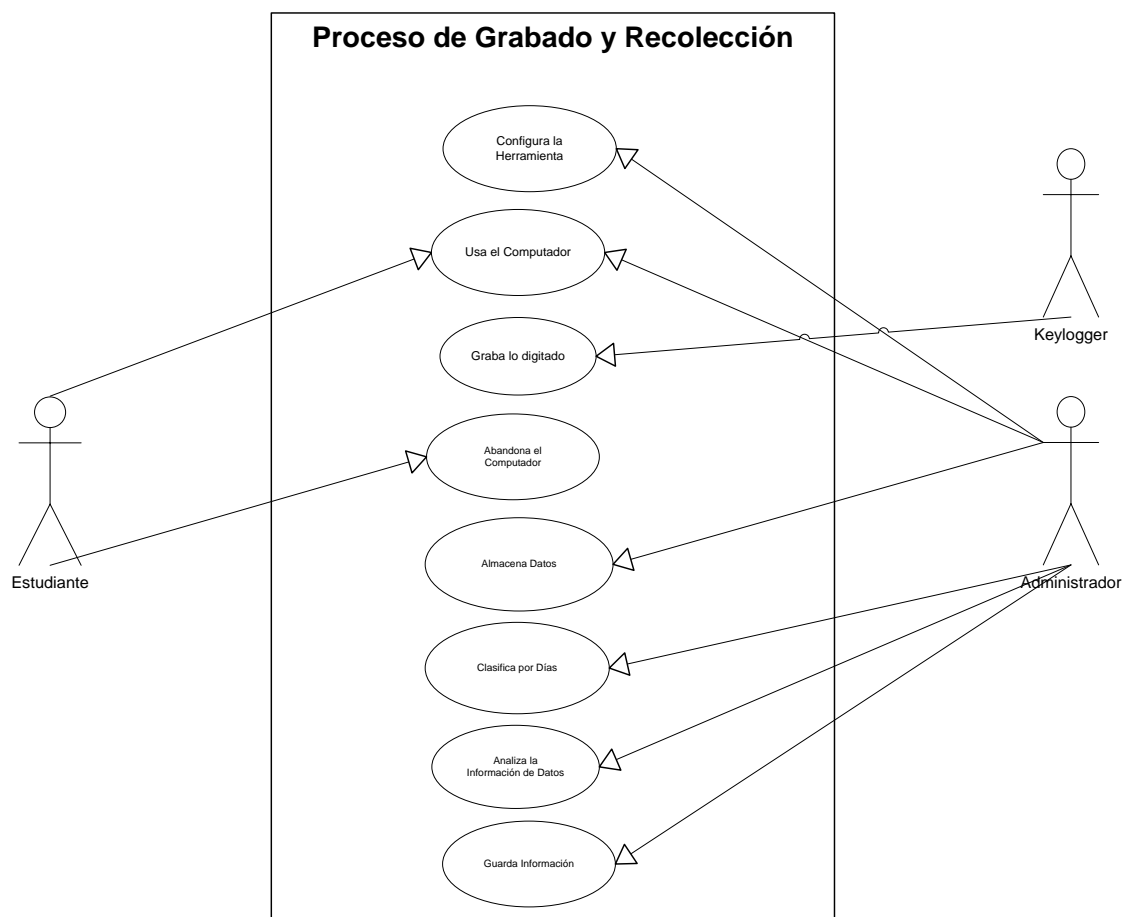 Proceso de Grabado y Recolección
Configura la
Herramienta
Usa el Computador
Keylogger
Graba lo digitado
Abandona el
Computador
Almacena Datos
Estudiante
Administrador
Clasifica por Días
Analiza la
Información de Datos
Guarda Información